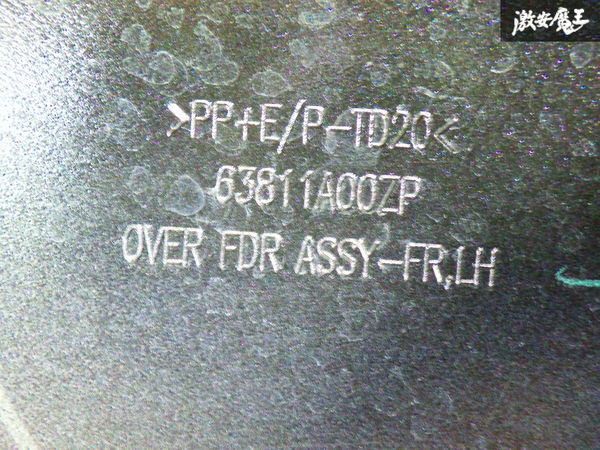 激安魔王
>PP+E/P-TD20<
63811A00ZP
OVER FDR ASSY-FR,LH